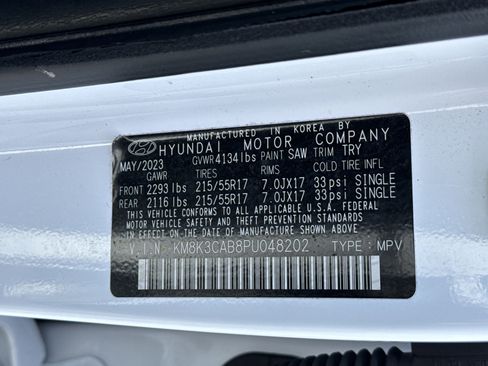 MANUFACTURED IN KOREA BY
HYUNDAI MOTOR COMPANY
MAY/2023 GVWR 4134 lbs PAINT SAW TRIM TRY
GAWR TIRES RIMS COLD TIRE INFL
FRONT 2293 lbs 215/55R17 7.0JX17 33psi SINGLE
REAR 2116 lbs 215/55R17 7.0JX17 33psi SINGLE
THIS VEHICLE CONFORMS TO ALL APPLICABLE U.S.A. FEDERAL
MOTOR VEHICLE SAFETY, BUMPER, AND THEFT PREVENTION
STANDARDS IN EFFECT ON THE DATE OF MANUFACTURE SHOWN ABOVE.
V.I.N: KM8K3CAB8PU048202 TYPE: MPV